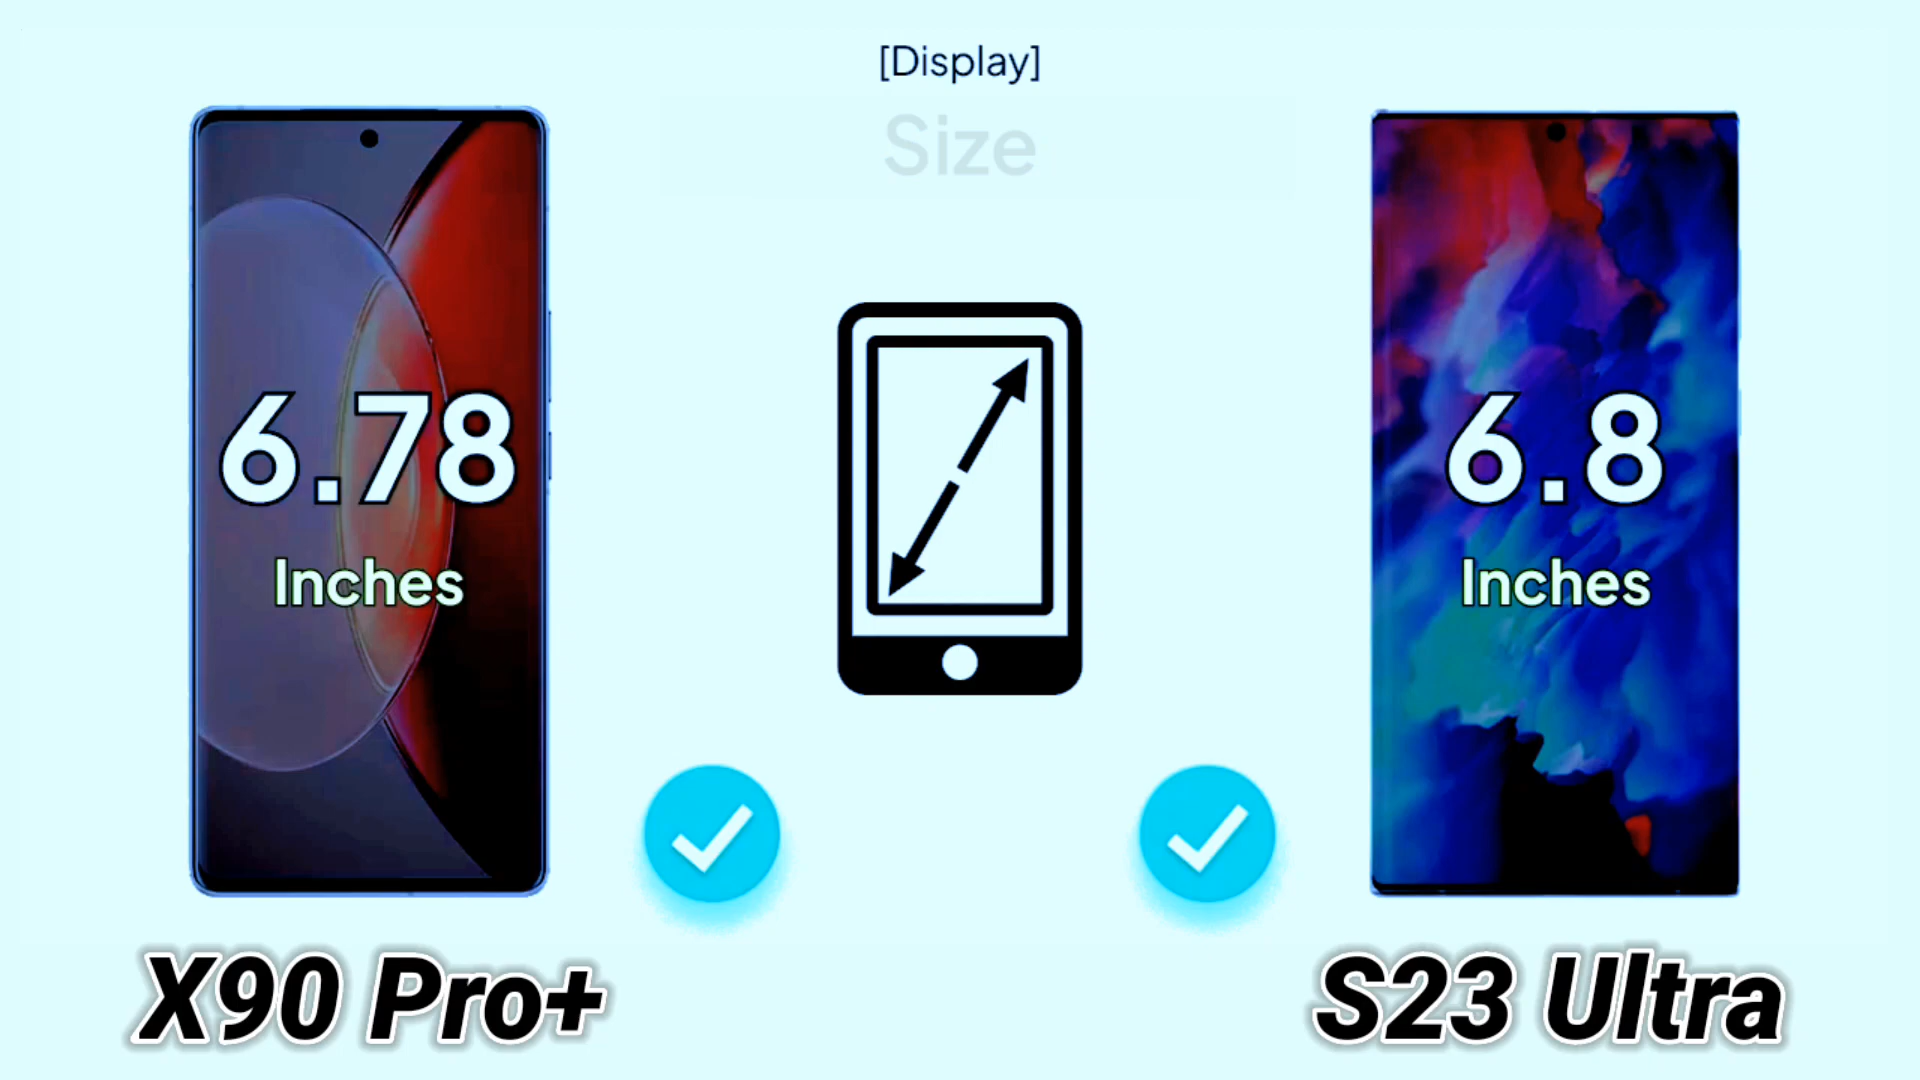 [Display]
Size
6.78
Inches
6.8
Inches
X90 Pro+
S23 Ultra